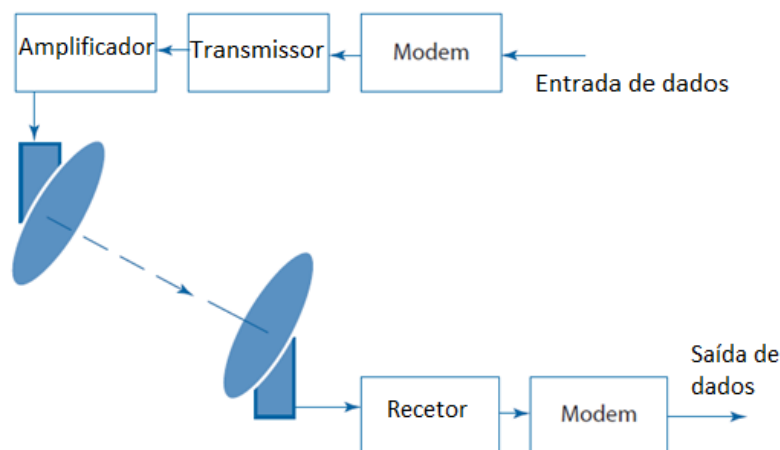 Amplificador
Transmissor
Modem
Entrada de dados
Saída de
dados
Recetor
Modem